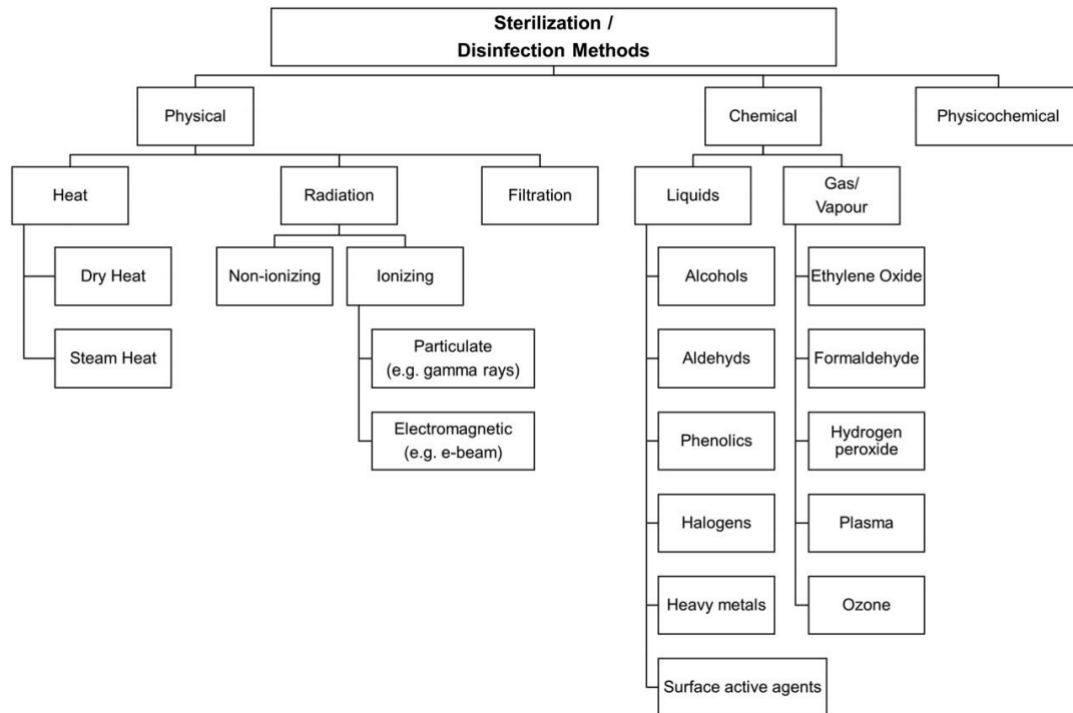 Sterilization /
Disinfection Methods
Physical
Chemical
Physicochemical
Heat
Radiation
Filtration
Liquids
Gas/
Vapour
Dry Heat
Non-ionizing
Ionizing
Alcohols
Ethylene Oxide
Steam Heat
Particulate
(e.g. gamma rays)
Aldehyds
Formaldehyde
Electromagnetic
(e.g. e-beam)
Phenolics
Hydrogen
peroxide
Halogens
Plasma
Heavy metals
Ozone
Surface active agents